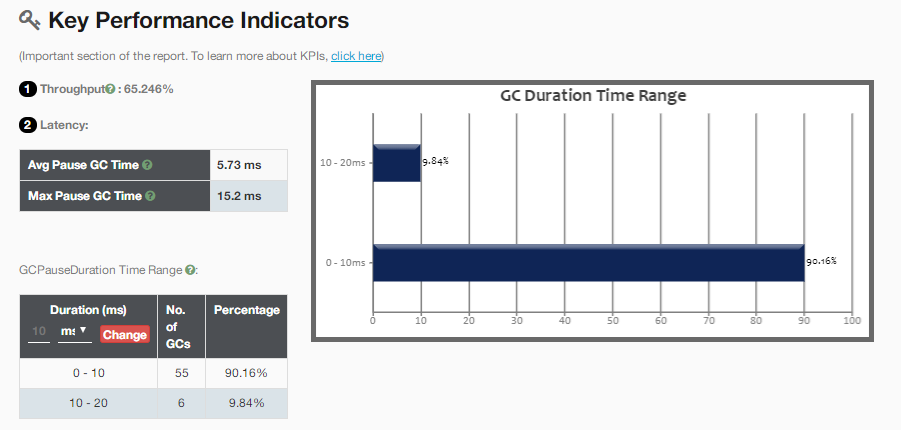 Key Performance Indicators
(Important section of the report. To learn more about KPIs, click here)
1 Throughput? : 65.246%
2 Latency:
Avg Pause GC Time ? 5.73 ms
Max Pause GC Time ? 15.2 ms
GCPauseDuration Time Range ?:
Duration (ms) No. of GCs Percentage
10 ms ▼ Change
0 - 10 55 90.16%
10 - 20 6 9.84%
GC Duration Time Range
10 - 20ms 9.84%
0 - 10ms 90.16%
0 10 20 30 40 50 60 70 80 90 100